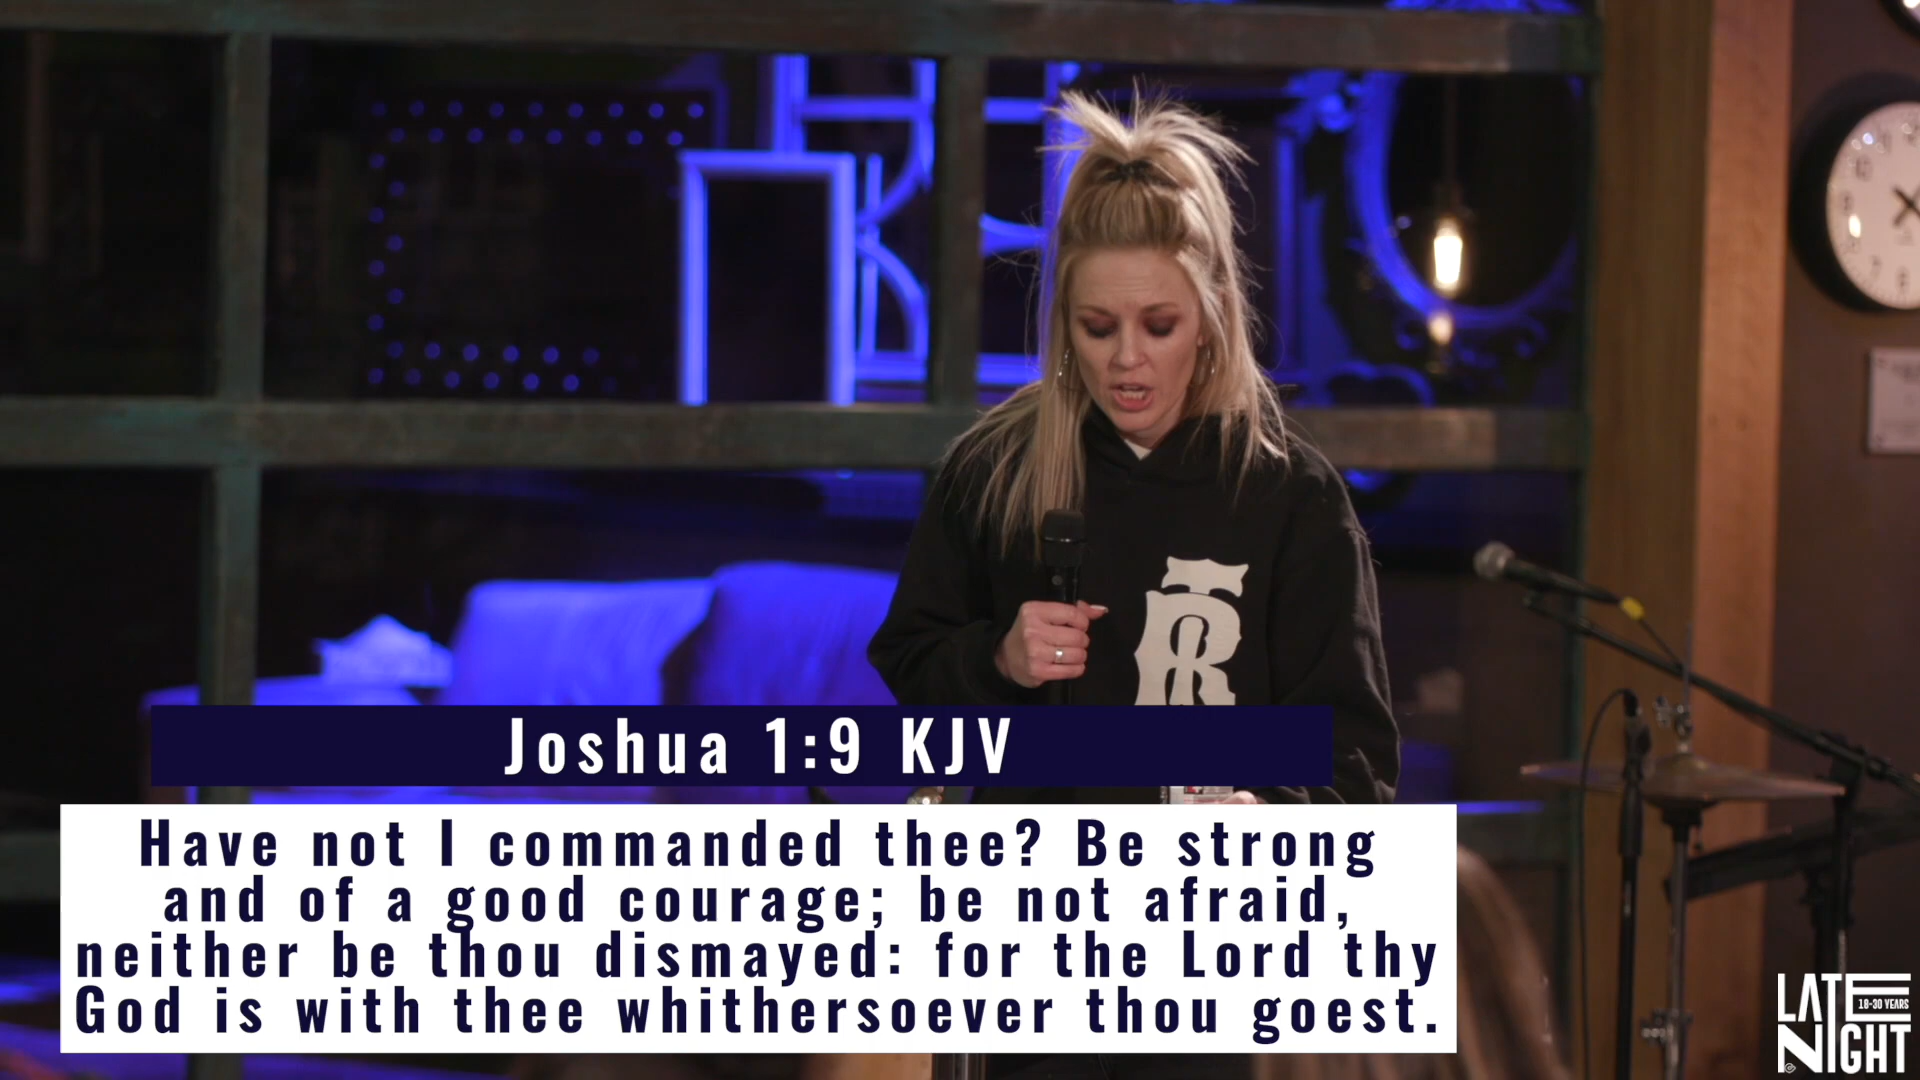 Joshua 1:9 KJV
Have not I commanded thee? Be strong
and of a good courage; be not afraid,
neither be thou dismayed: for the Lord thy
God is with thee whithersoever thou goest.
LATE
18-30 YEARS
NIGHT